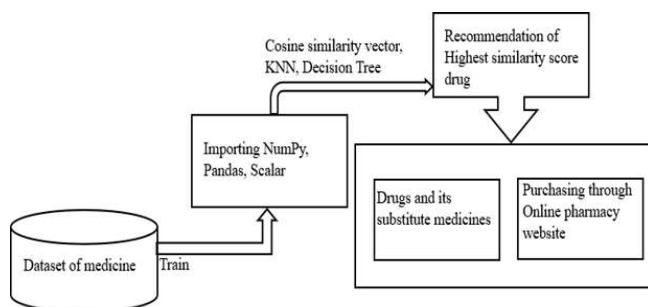 Dataset of medicine
Train
Importing NumPy,
Pandas, Scalar
Cosine similarity vector,
KNN, Decision Tree
Recommendation of
Highest similarity score
drug
Drugs and its
substitute medicines
Purchasing through
Online pharmacy
website